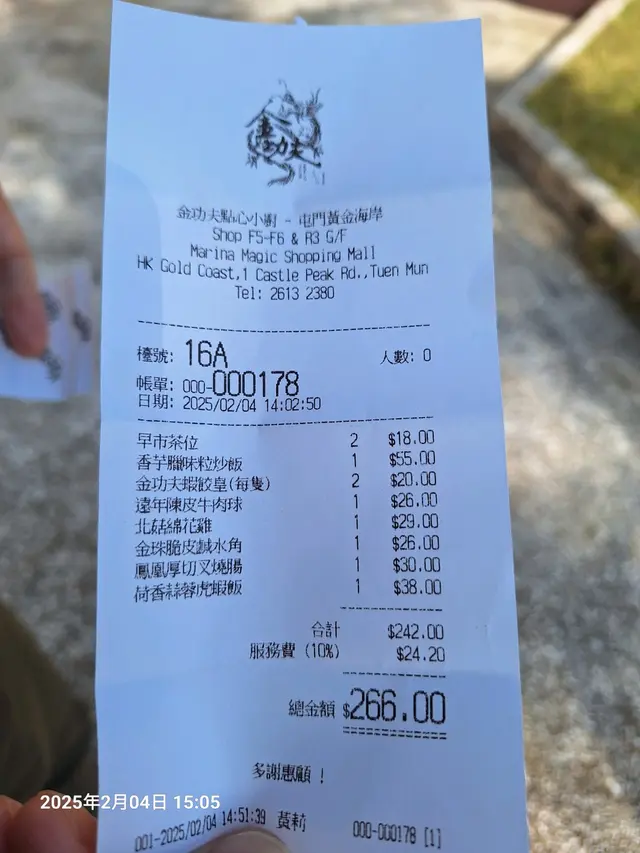 金功夫
金功夫點心小廚 - 屯門黃金海岸
Shop F5-F6 & R3 G/F
Marina Magic Shopping Mall
HK Gold Coast,1 Castle Peak Rd.,Tuen Mun
Tel: 2613 2380
檯號: 16A 人數: 0
帳單: 000-000178
日期: 2025/02/04 14:02:50
早市茶位 2 $18.00
香芋臘味粒炒飯 1 $55.00
金功夫蝦餃皇(每隻) 2 $20.00
遠年陳皮牛肉球 1 $26.00
北菇綿花雞 1 $29.00
金珠脆皮鹹水角 1 $26.00
鳳凰厚切叉燒腸 1 $30.00
荷香蒜蓉虎蝦飯 1 $38.00
合計 $242.00
服務費 (10%) $24.20
總金額 $266.00
多謝惠顧 !
001-2025/02/04 14:51:39 黃莉 000-000178 [1]
2025年2月04日 15:05